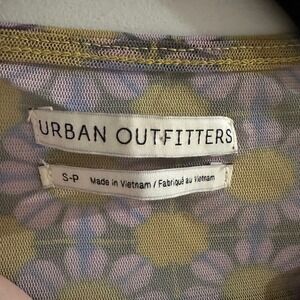 URBAN OUTFITTERS
S-P Made in Vietnam / Fabriqué au Vietnam